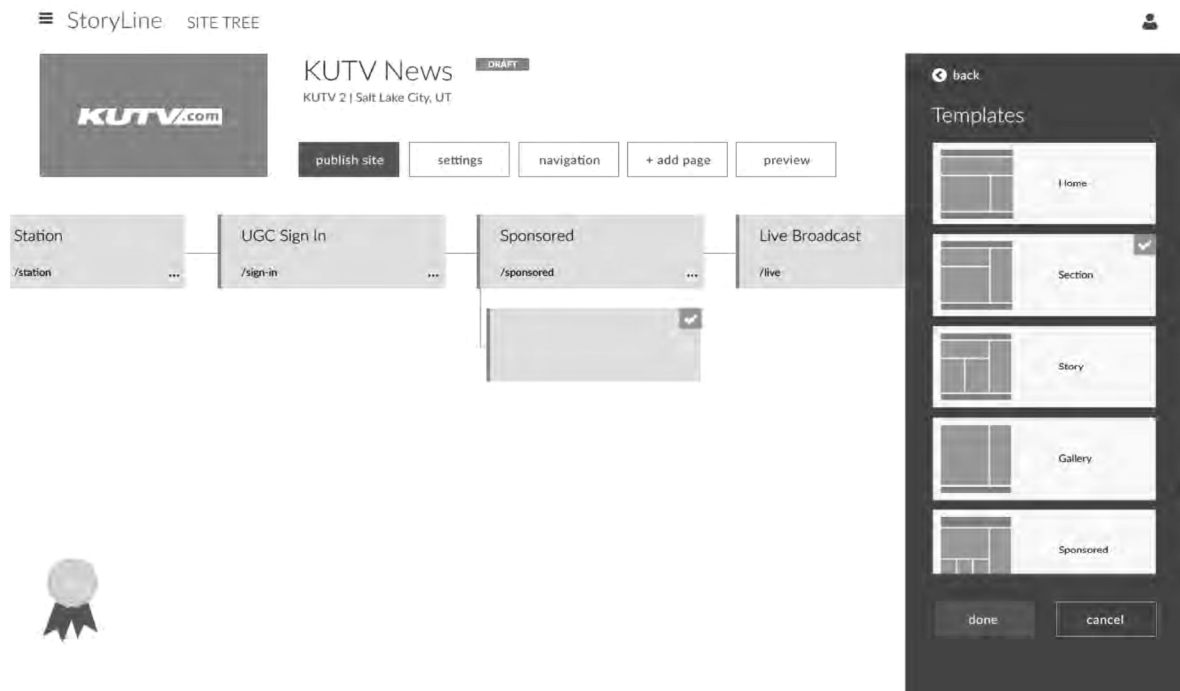 StoryLine SITE TREE
KUTV.com
KUTV News DRAFT
KUTV 2 | Salt Lake City, UT
publish site
settings
navigation
+ add page
preview
Station
/station
...
UGC Sign In
/sign-in
...
Sponsored
/sponsored
...
Live Broadcast
/live
back
Templates
Home
Section
Story
Gallery
Sponsored
done
cancel